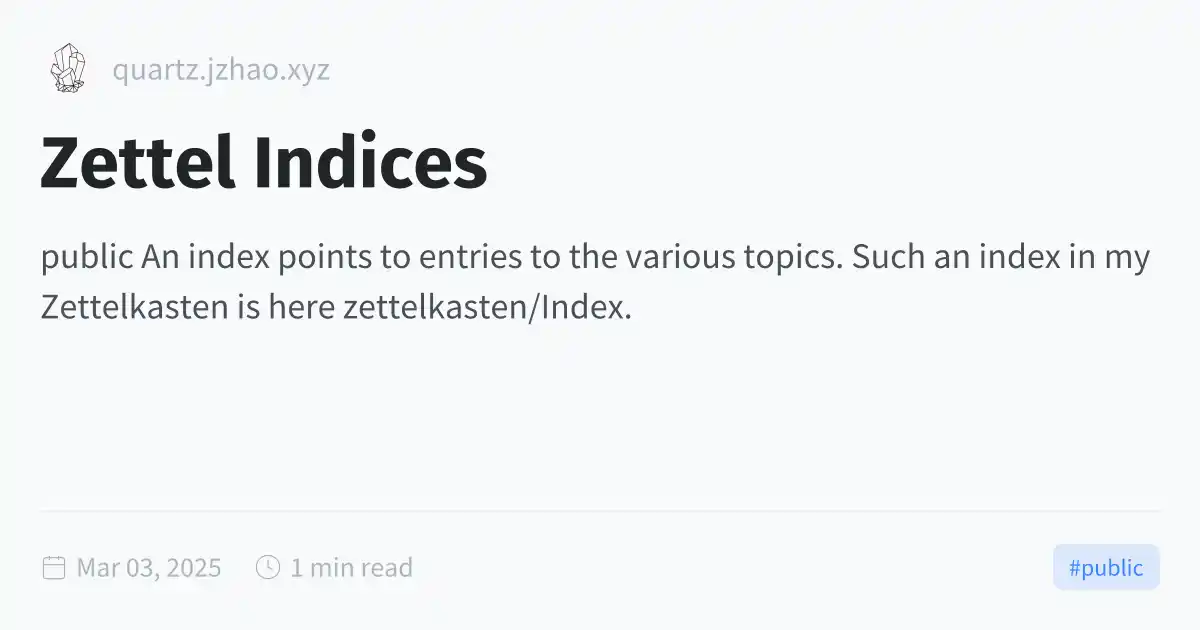 quartz.jzhao.xyz
Zettel Indices
public An index points to entries to the various topics. Such an index in my
Zettelkasten is here zettelkasten/Index.
Mar 03, 2025 1 min read #public